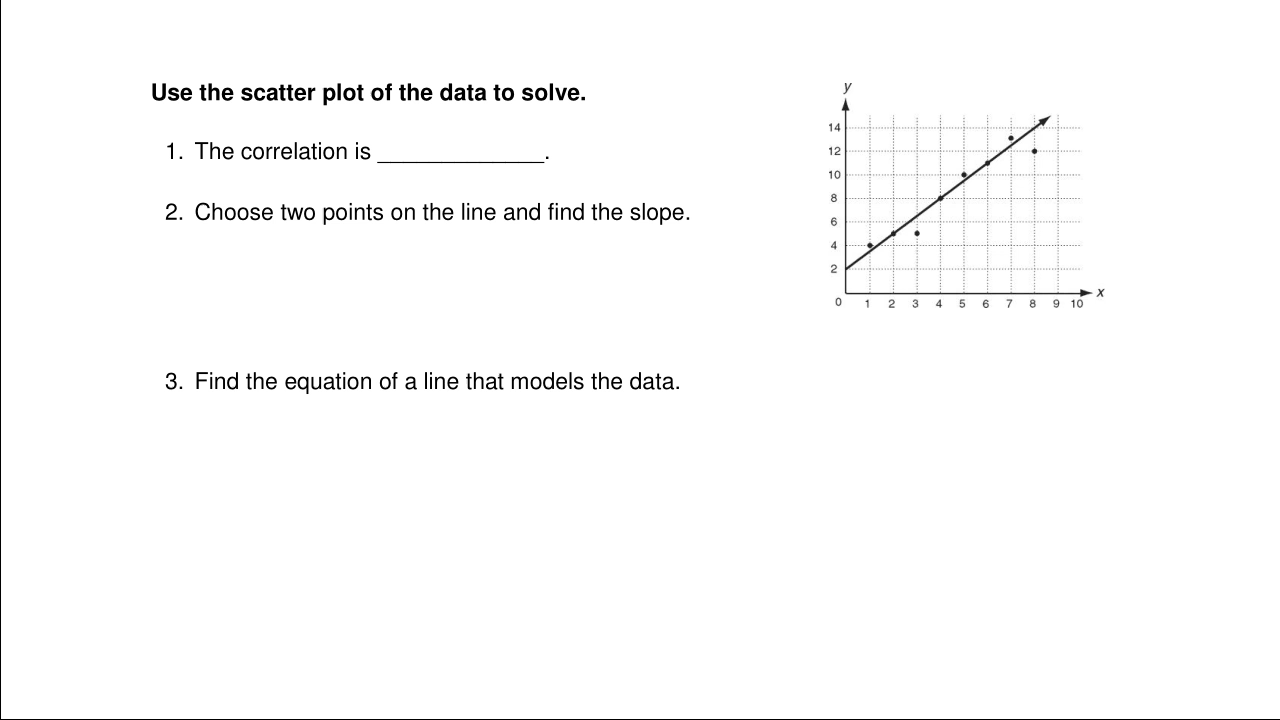 Use the scatter plot of the data to solve.
1. The correlation is _____________.
2. Choose two points on the line and find the slope.
3. Find the equation of a line that models the data.
y
14
12
10
8
6
4
2
0 1 2 3 4 5 6 7 8 9 10 x